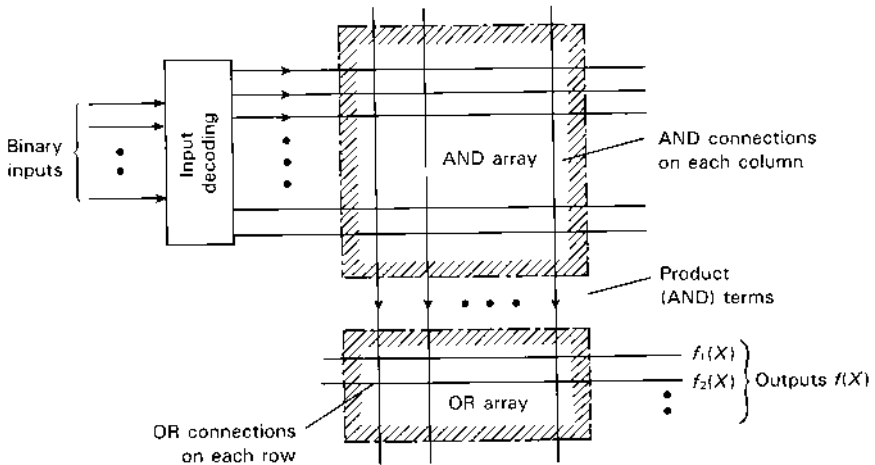 Binary
inputs
Input
decoding
AND array
AND connections
on each column
Product
(AND) terms
f₁(X)
f₂(X)
Outputs f(X)
OR array
OR connections
on each row